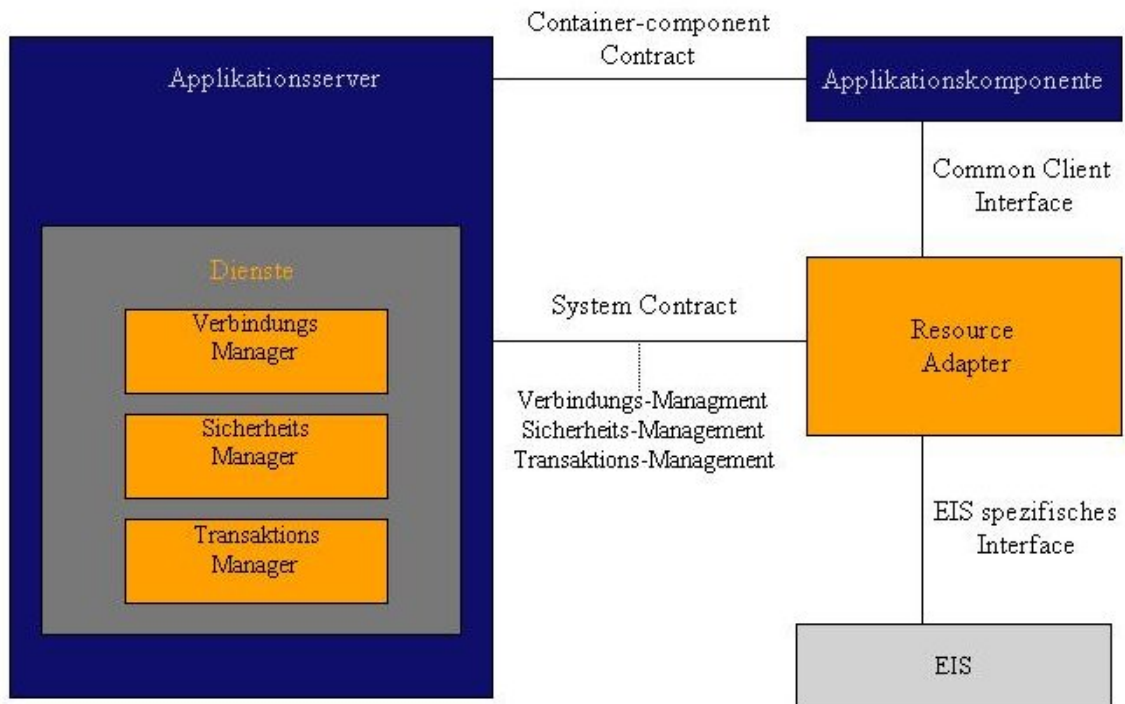 Container-component
Contract
Applikationsserver
Applikationskomponente
Common Client
Interface
Dienste
Verbindungs
Manager
System Contract
Resource
Adapter
Verbindungs-Managment
Sicherheits-Management
Transaktions-Management
Sicherheits
Manager
Transaktions
Manager
EIS spezifisches
Interface
EIS